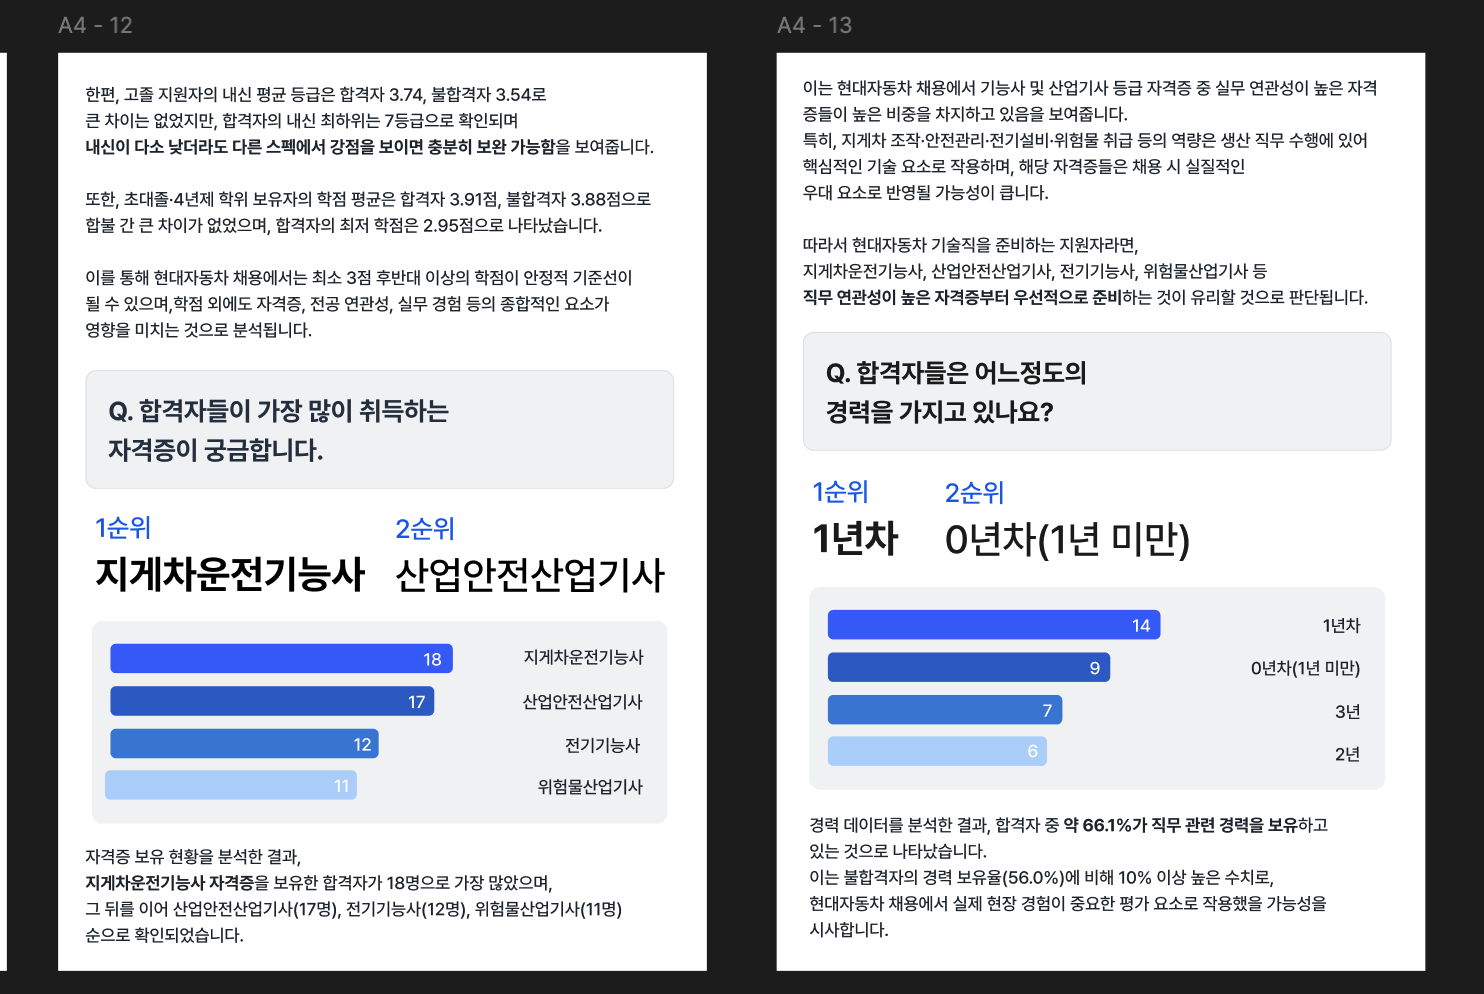 A4 - 12
한편, 고졸 지원자의 내신 평균 등급은 합격자 3.74, 불합격자 3.54로
큰 차이는 없었지만, 합격자의 내신 최하위는 7등급으로 확인되며
내신이 다소 낮더라도 다른 스펙에서 강점을 보이면 충분히 보완 가능함을 보여줍니다.
또한, 초대졸·4년제 학위 보유자의 학점 평균은 합격자 3.91점, 불합격자 3.88점으로
합불 간 큰 차이가 없었으며, 합격자의 최저 학점은 2.95점으로 나타났습니다.
이를 통해 현대자동차 채용에서는 최소 3점 후반대 이상의 학점이 안정적 기준선이
될 수 있으며,학점 외에도 자격증, 전공 연관성, 실무 경험 등의 종합적인 요소가
영향을 미치는 것으로 분석됩니다.
Q. 합격자들이 가장 많이 취득하는
자격증이 궁금합니다.
1순위
지게차운전기능사
2순위
산업안전산업기사
18 지게차운전기능사
17 산업안전산업기사
12 전기기능사
11 위험물산업기사
자격증 보유 현황을 분석한 결과,
지게차운전기능사 자격증을 보유한 합격자가 18명으로 가장 많았으며,
그 뒤를 이어 산업안전산업기사(17명), 전기기능사(12명), 위험물산업기사(11명)
순으로 확인되었습니다.
A4 - 13
이는 현대자동차 채용에서 기능사 및 산업기사 등급 자격증 중 실무 연관성이 높은 자격
증들이 높은 비중을 차지하고 있음을 보여줍니다.
특히, 지게차 조작·안전관리·전기설비·위험물 취급 등의 역량은 생산 직무 수행에 있어
핵심적인 기술 요소로 작용하며, 해당 자격증들은 채용 시 실질적인
우대 요소로 반영될 가능성이 큽니다.
따라서 현대자동차 기술직을 준비하는 지원자라면,
지게차운전기능사, 산업안전산업기사, 전기기능사, 위험물산업기사 등
직무 연관성이 높은 자격증부터 우선적으로 준비하는 것이 유리할 것으로 판단됩니다.
Q. 합격자들은 어느정도의
경력을 가지고 있나요?
1순위
1년차
2순위
0년차(1년 미만)
14 1년차
9 0년차(1년 미만)
7 3년
6 2년
경력 데이터를 분석한 결과, 합격자 중 약 66.1%가 직무 관련 경력을 보유하고
있는 것으로 나타났습니다.
이는 불합격자의 경력 보유율(56.0%)에 비해 10% 이상 높은 수치로,
현대자동차 채용에서 실제 현장 경험이 중요한 평가 요소로 작용했을 가능성을
시사합니다.